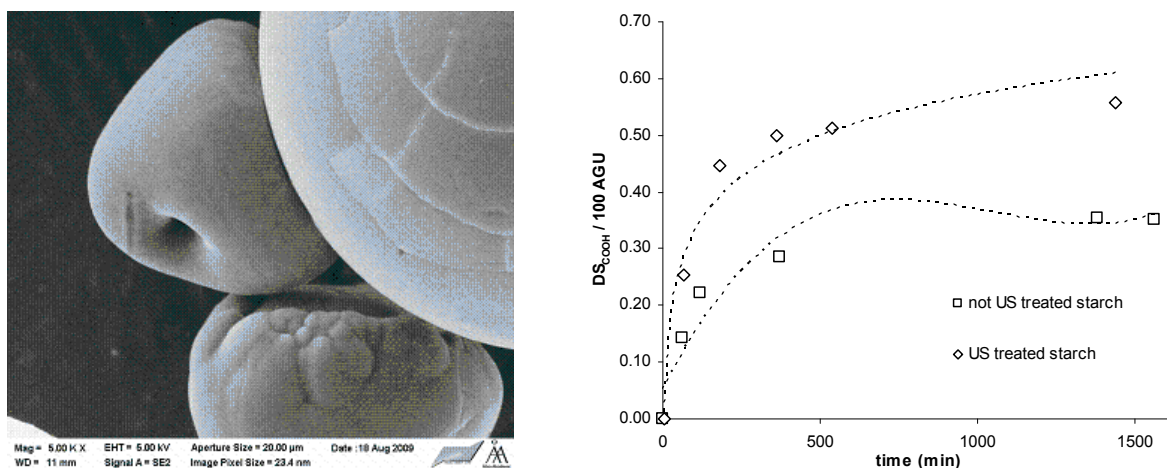 Mag = 5.00 K X EHT = 5.00 kV Aperture Size = 20.00 µm Date :18 Aug 2009
WD = 11 mm Signal A = SE2 Image Pixel Size = 23.4 nm
0.70
0.60
0.50
0.40
0.30
0.20
0.10
0.00
DS_COOH / 100 AGU
not US treated starch
US treated starch
0 500 1000 1500
time (min)